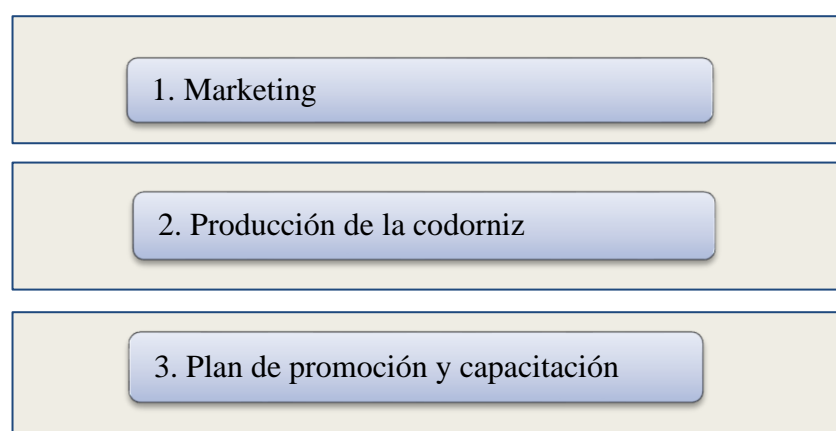 1. Marketing
2. Producción de la codorniz
3. Plan de promoción y capacitación